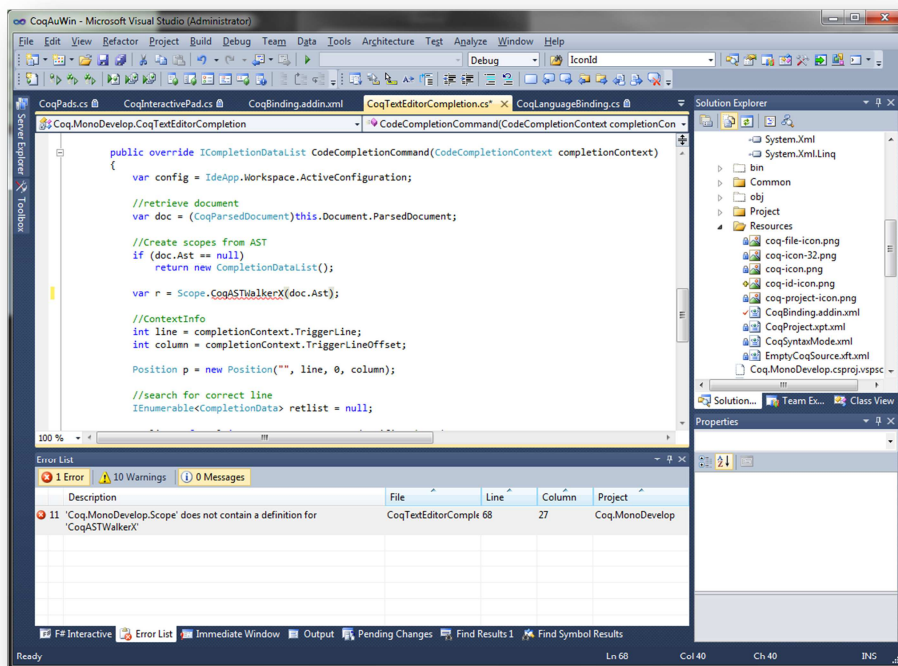 CoqAuWin - Microsoft Visual Studio (Administrator)
File Edit View Refactor Project Build Debug Team Data Tools Architecture Test Analyze Window Help
Debug IconId
CoqPads.cs CoqInteractivePad.cs CoqBinding.addin.xml CoqTextEditorCompletion.cs* CoqLanguageBinding.cs
Coq.MonoDevelop.CoqTextEditorCompletion CodeCompletionCommand(CodeCompletionContext completionCon
Server Explorer
Toolbox
public override ICompletionDataList CodeCompletionCommand(CodeCompletionContext completionContext)
{
var config = IdeApp.Workspace.ActiveConfiguration;
//retrieve document
var doc = (CoqParsedDocument)this.Document.ParsedDocument;
//Create scopes from AST
if (doc.Ast == null)
return new CompletionDataList();
var r = Scope.CoqASTWalkerX(doc.Ast);
//ContextInfo
int line = completionContext.TriggerLine;
int column = completionContext.TriggerLineOffset;
Position p = new Position("", line, 0, column);
//search for correct line
IEnumerable<CompletionData> retlist = null;
100 %
Solution Explorer
System.Xml
System.Xml.Linq
bin
Common
obj
Project
Resources
coq-file-icon.png
coq-icon-32.png
coq-icon.png
coq-id-icon.png
coq-project-icon.png
CoqBinding.addin.xml
CoqProject.xpt.xml
CoqSyntaxMode.xml
EmptyCoqSource.xft.xml
Coq.MonoDevelop.csproj.vspsc
Solution... Team Ex... Class View
Properties
Error List
1 Error 10 Warnings 0 Messages
Description File Line Column Project
11 'Coq.MonoDevelop.Scope' does not contain a definition for 'CoqASTWalkerX' CoqTextEditorComple 68 27 Coq.MonoDevelop
F# Interactive Error List Immediate Window Output Pending Changes Find Results 1 Find Symbol Results
Ready Ln 68 Col 40 Ch 40 INS